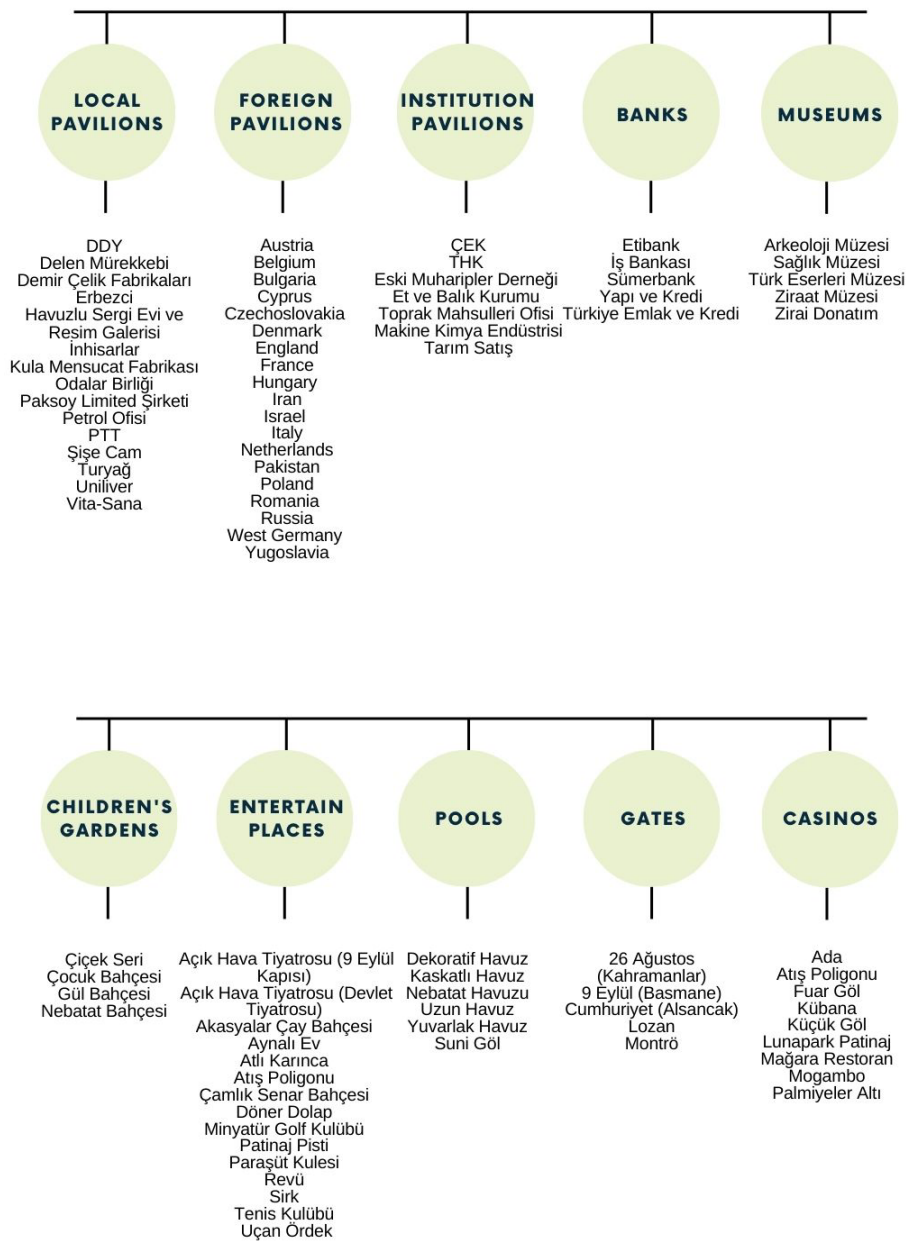 LOCAL
PAVILIONS
DDY
Delen Mürekkebi
Demir Çelik Fabrikaları
Erbezci
Havuzlu Sergi Evi ve
Resim Galerisi
İnhisarlar
Kula Mensucat Fabrikası
Odalar Birliği
Paksoy Limited Şirketi
Petrol Ofisi
PTT
Şişe Cam
Turyağ
Uniliver
Vita-Sana
FOREIGN
PAVILIONS
Austria
Belgium
Bulgaria
Cyprus
Czechoslovakia
Denmark
England
France
Hungary
Iran
Israel
Italy
Netherlands
Pakistan
Poland
Romania
Russia
West Germany
Yugoslavia
INSTITUTION
PAVILIONS
ÇEK
THK
Eski Muharipler Derneği
Et ve Balık Kurumu
Toprak Mahsulleri Ofisi
Makine Kimya Endüstrisi
Tarım Satış
BANKS
Etibank
İş Bankası
Sümerbank
Yapı ve Kredi
Türkiye Emlak ve Kredi
MUSEUMS
Arkeoloji Müzesi
Sağlık Müzesi
Türk Eserleri Müzesi
Ziraat Müzesi
Zirai Donatım
CHILDREN'S
GARDENS
Çiçek Seri
Çocuk Bahçesi
Gül Bahçesi
Nebatat Bahçesi
ENTERTAIN
PLACES
Açık Hava Tiyatrosu (9 Eylül
Kapısı)
Açık Hava Tiyatrosu (Devlet
Tiyatrosu)
Akasyalar Çay Bahçesi
Aynalı Ev
Atlı Karınca
Atış Poligonu
Çamlık Senar Bahçesi
Döner Dolap
Minyatür Golf Kulübü
Patinaj Pisti
Paraşüt Kulesi
Revü
Sirk
Tenis Kulübü
Uçan Ördek
POOLS
Dekoratif Havuz
Kaskatlı Havuz
Nebatat Havuzu
Uzun Havuz
Yuvarlak Havuz
Suni Göl
GATES
26 Ağustos
(Kahramanlar)
9 Eylül (Basmane)
Cumhuriyet (Alsancak)
Lozan
Montrö
CASINOS
Ada
Atış Poligonu
Fuar Göl
Kübana
Küçük Göl
Lunapark Patinaj
Mağara Restoran
Mogambo
Palmiyeler Altı